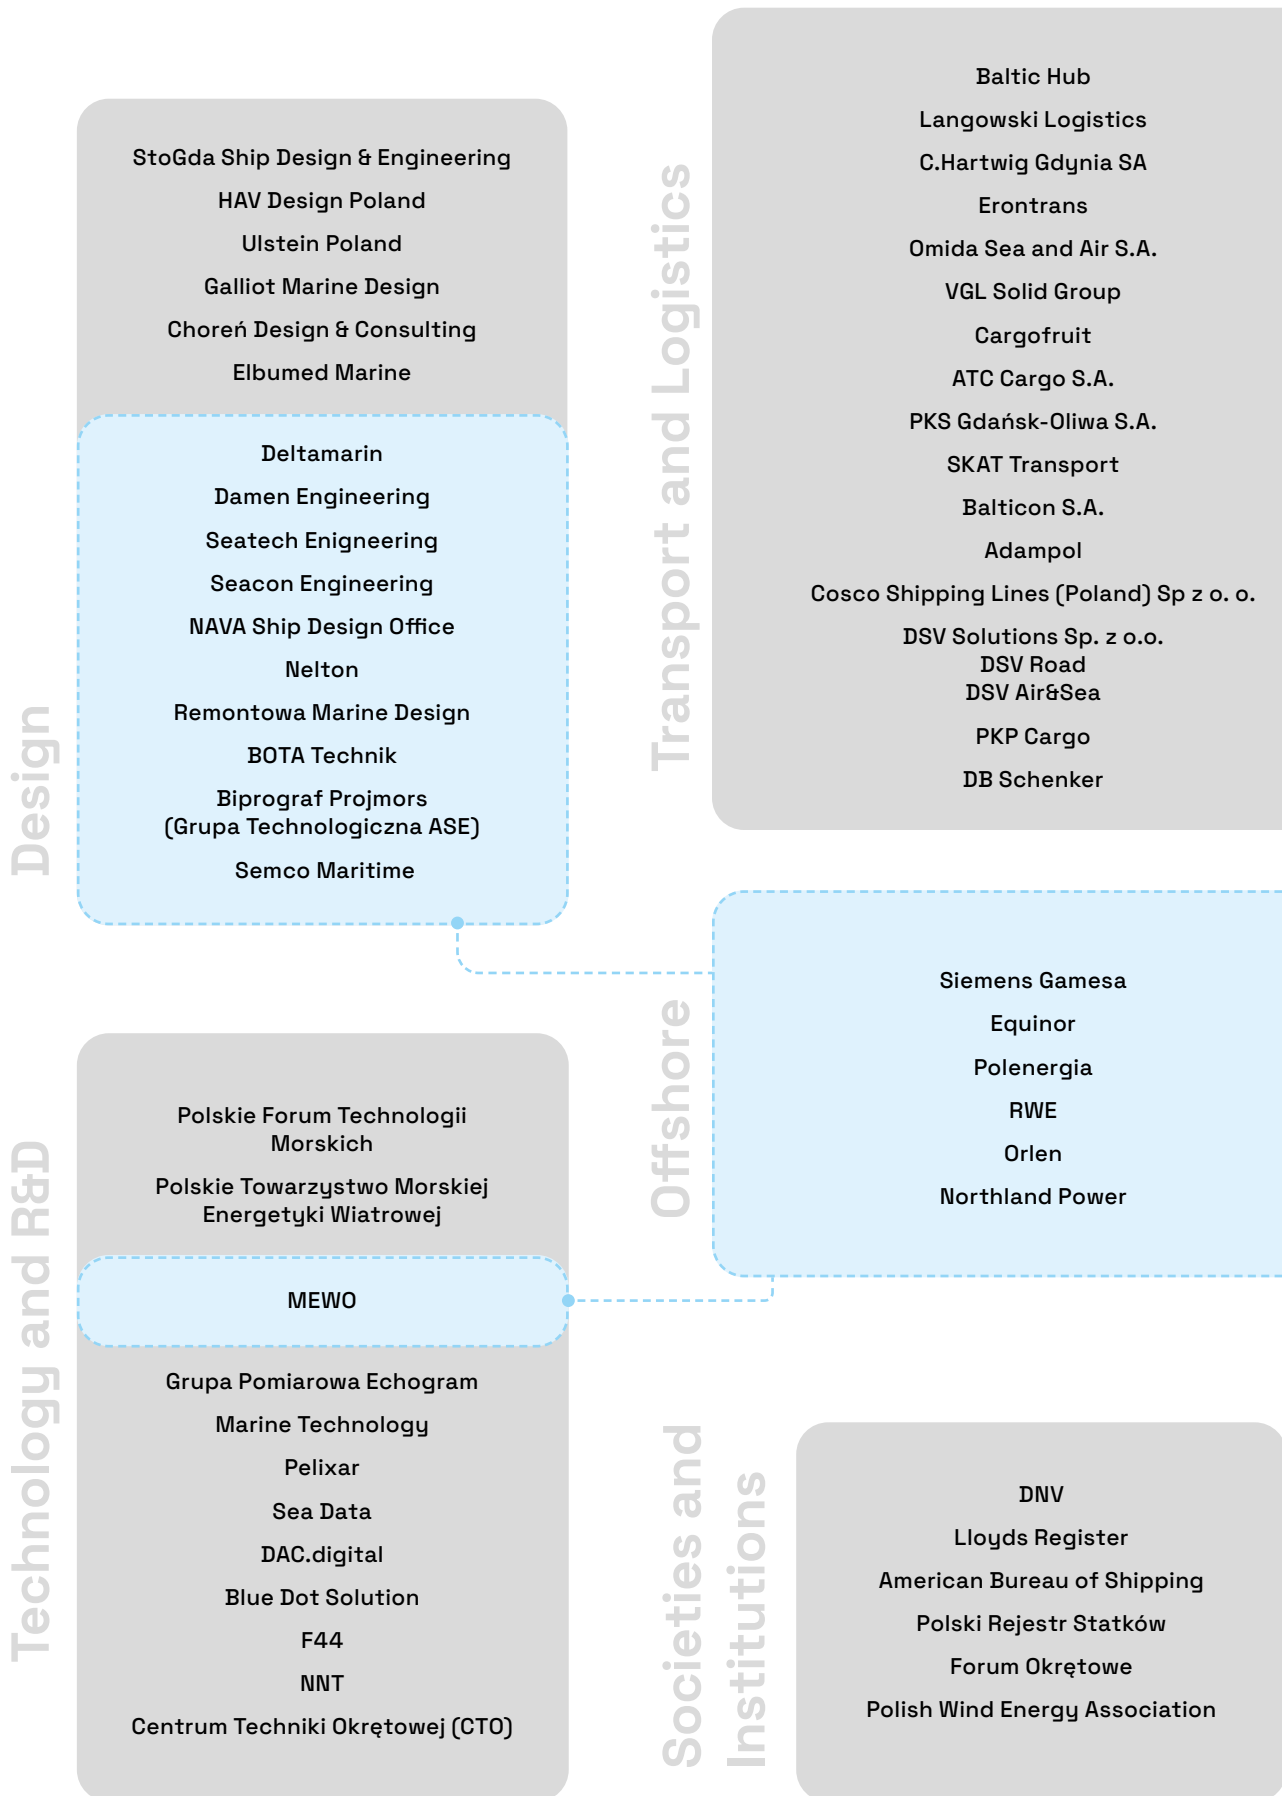 Design
StoGda Ship Design & Engineering
HAV Design Poland
Ulstein Poland
Galliot Marine Design
Choreń Design & Consulting
Elbumed Marine
Deltamarin
Damen Engineering
Seatech Enigneering
Seacon Engineering
NAVA Ship Design Office
Nelton
Remontowa Marine Design
BOTA Technik
Biprograf Projmors
(Grupa Technologiczna ASE)
Semco Maritime
Technology and R&D
Polskie Forum Technologii
Morskich
Polskie Towarzystwo Morskiej
Energetyki Wiatrowej
MEWO
Grupa Pomiarowa Echogram
Marine Technology
Pelixar
Sea Data
DAC.digital
Blue Dot Solution
F44
NNT
Centrum Techniki Okrętowej (CTO)
Transport and Logistics
Baltic Hub
Langowski Logistics
C.Hartwig Gdynia SA
Erontrans
Omida Sea and Air S.A.
VGL Solid Group
Cargofruit
ATC Cargo S.A.
PKS Gdańsk-Oliwa S.A.
SKAT Transport
Balticon S.A.
Adampol
Cosco Shipping Lines (Poland) Sp z o. o.
DSV Solutions Sp. z o.o.
DSV Road
DSV Air&Sea
PKP Cargo
DB Schenker
Offshore
Siemens Gamesa
Equinor
Polenergia
RWE
Orlen
Northland Power
Societies and
Institutions
DNV
Lloyds Register
American Bureau of Shipping
Polski Rejestr Statków
Forum Okrętowe
Polish Wind Energy Association